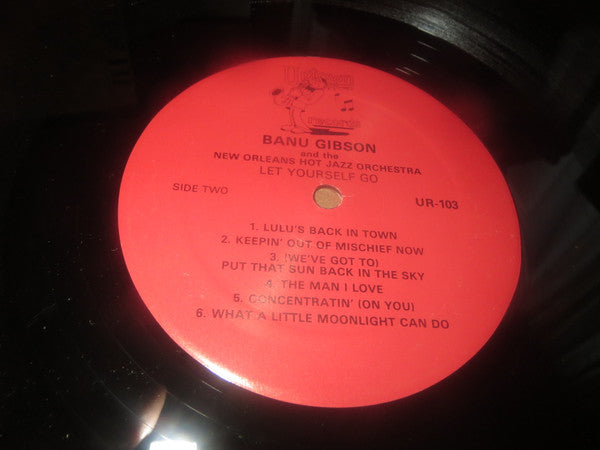 Uptown
records
BANU GIBSON
and the
NEW ORLEANS HOT JAZZ ORCHESTRA
LET YOURSELF GO
SIDE TWO
UR-103
1. LULU'S BACK IN TOWN
2. KEEPIN' OUT OF MISCHIEF NOW
3. (WE'VE GOT TO)
PUT THAT SUN BACK IN THE SKY
4. THE MAN I LOVE
5. CONCENTRATIN' (ON YOU)
6. WHAT A LITTLE MOONLIGHT CAN DO